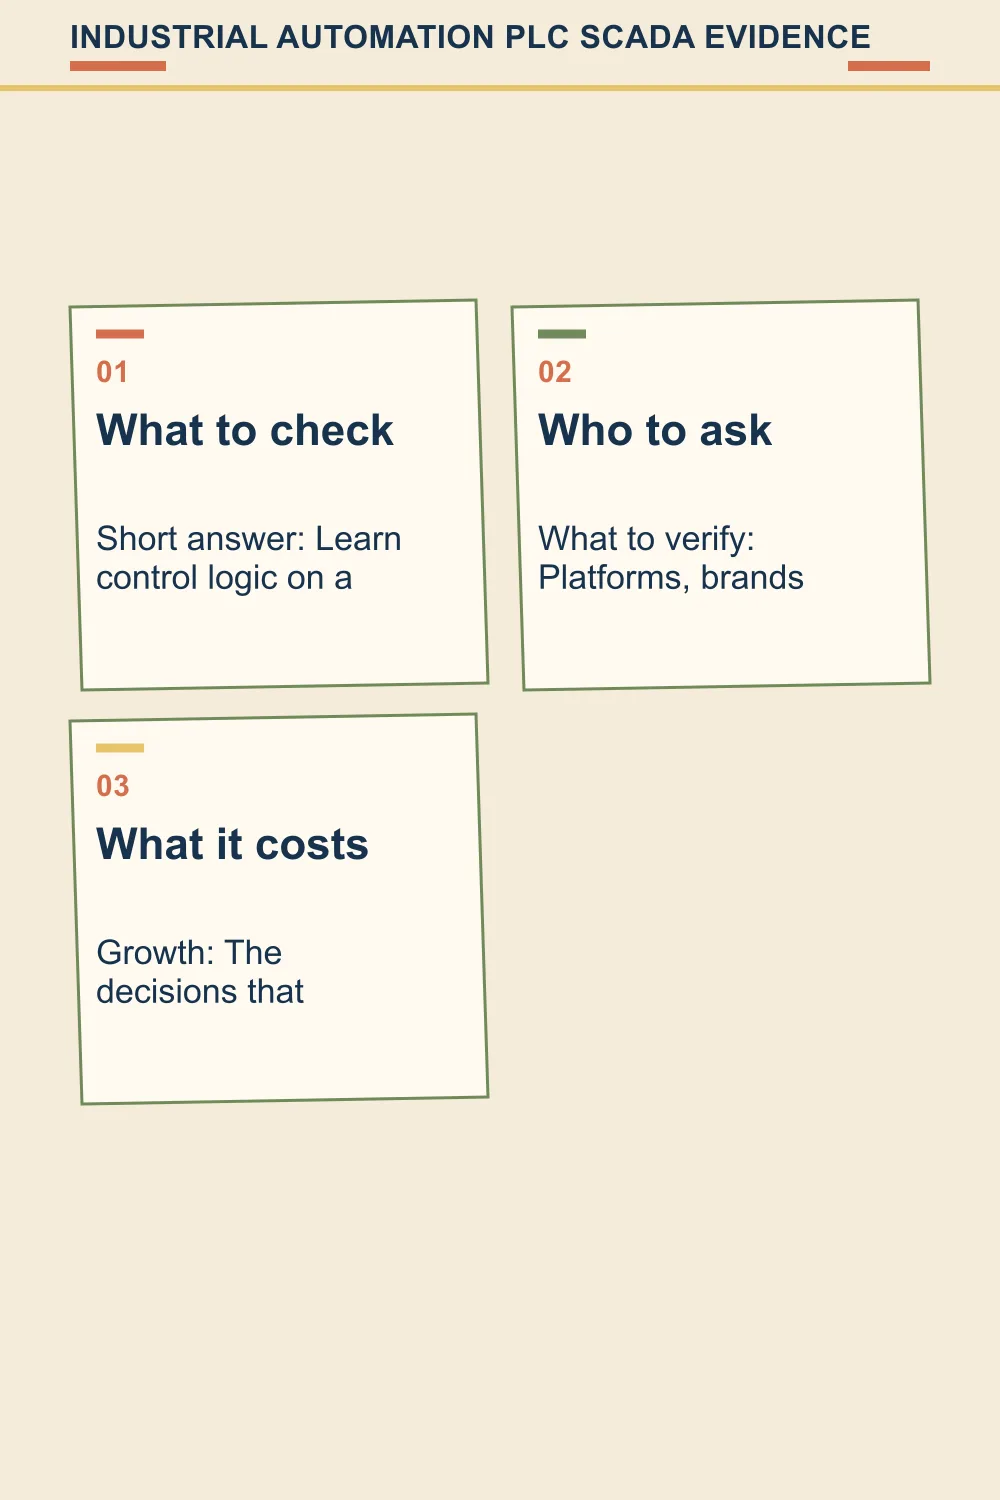 INDUSTRIAL AUTOMATION PLC SCADA EVIDENCE
01
What to check
Short answer: Learn
control logic on a
02
Who to ask
What to verify:
Platforms, brands
03
What it costs
Growth: The
decisions that